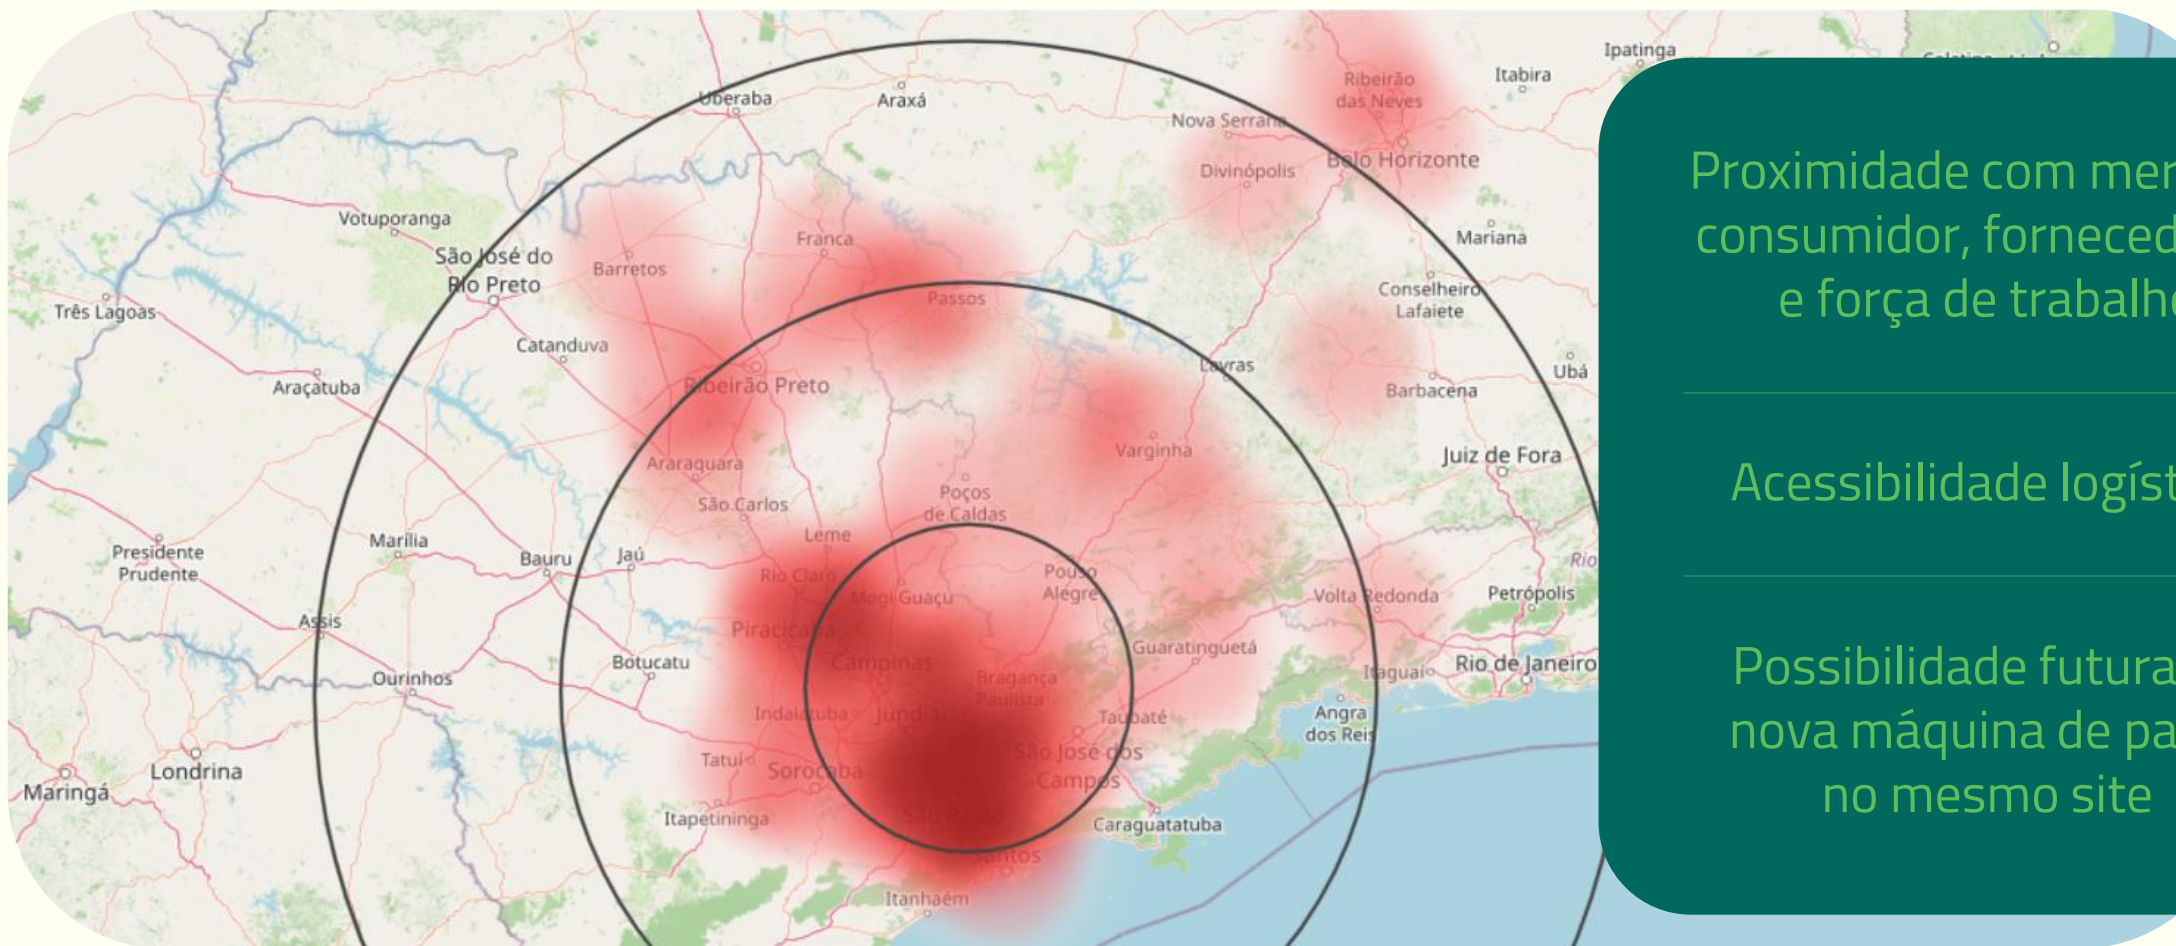 Ipatinga
Itabira
Ribeirão
das Neves
Uberaba
Araxá
Nova Serrana
Belo Horizonte
Divinópolis
Votuporanga
Franca
Mariana
São José do
Rio Preto
Barretos
Conselheiro
Lafaiete
Passos
Três Lagoas
Catanduva
Lavras
Ubá
Araçatuba
Ribeirão Preto
Barbacena
Varginha
Juiz de Fora
Araraquara
Poços
de Caldas
São Carlos
Leme
Marília
Presidente
Prudente
Bauru
Jaú
Rio
Rio Claro
Pouso
Alegre
Mogi Guaçu
Volta Redonda
Petrópolis
Assis
Piracicaba
Guaratinguetá
Botucatu
Campinas
Rio de Janeiro
Itaguaí
Ourinhos
Bragança
Paulista
Indaiatuba
Jundiaí
Taubaté
Angra
dos Reis
São José dos
Campos
Tatuí
Sorocaba
Londrina
Maringá
São Paulo
Itapetininga
Caraguatatuba
Santos
Itanhaém
Proximidade com mer
consumidor, forneced
e força de trabalho
Acessibilidade logíst
Possibilidade futura
nova máquina de pa
no mesmo site